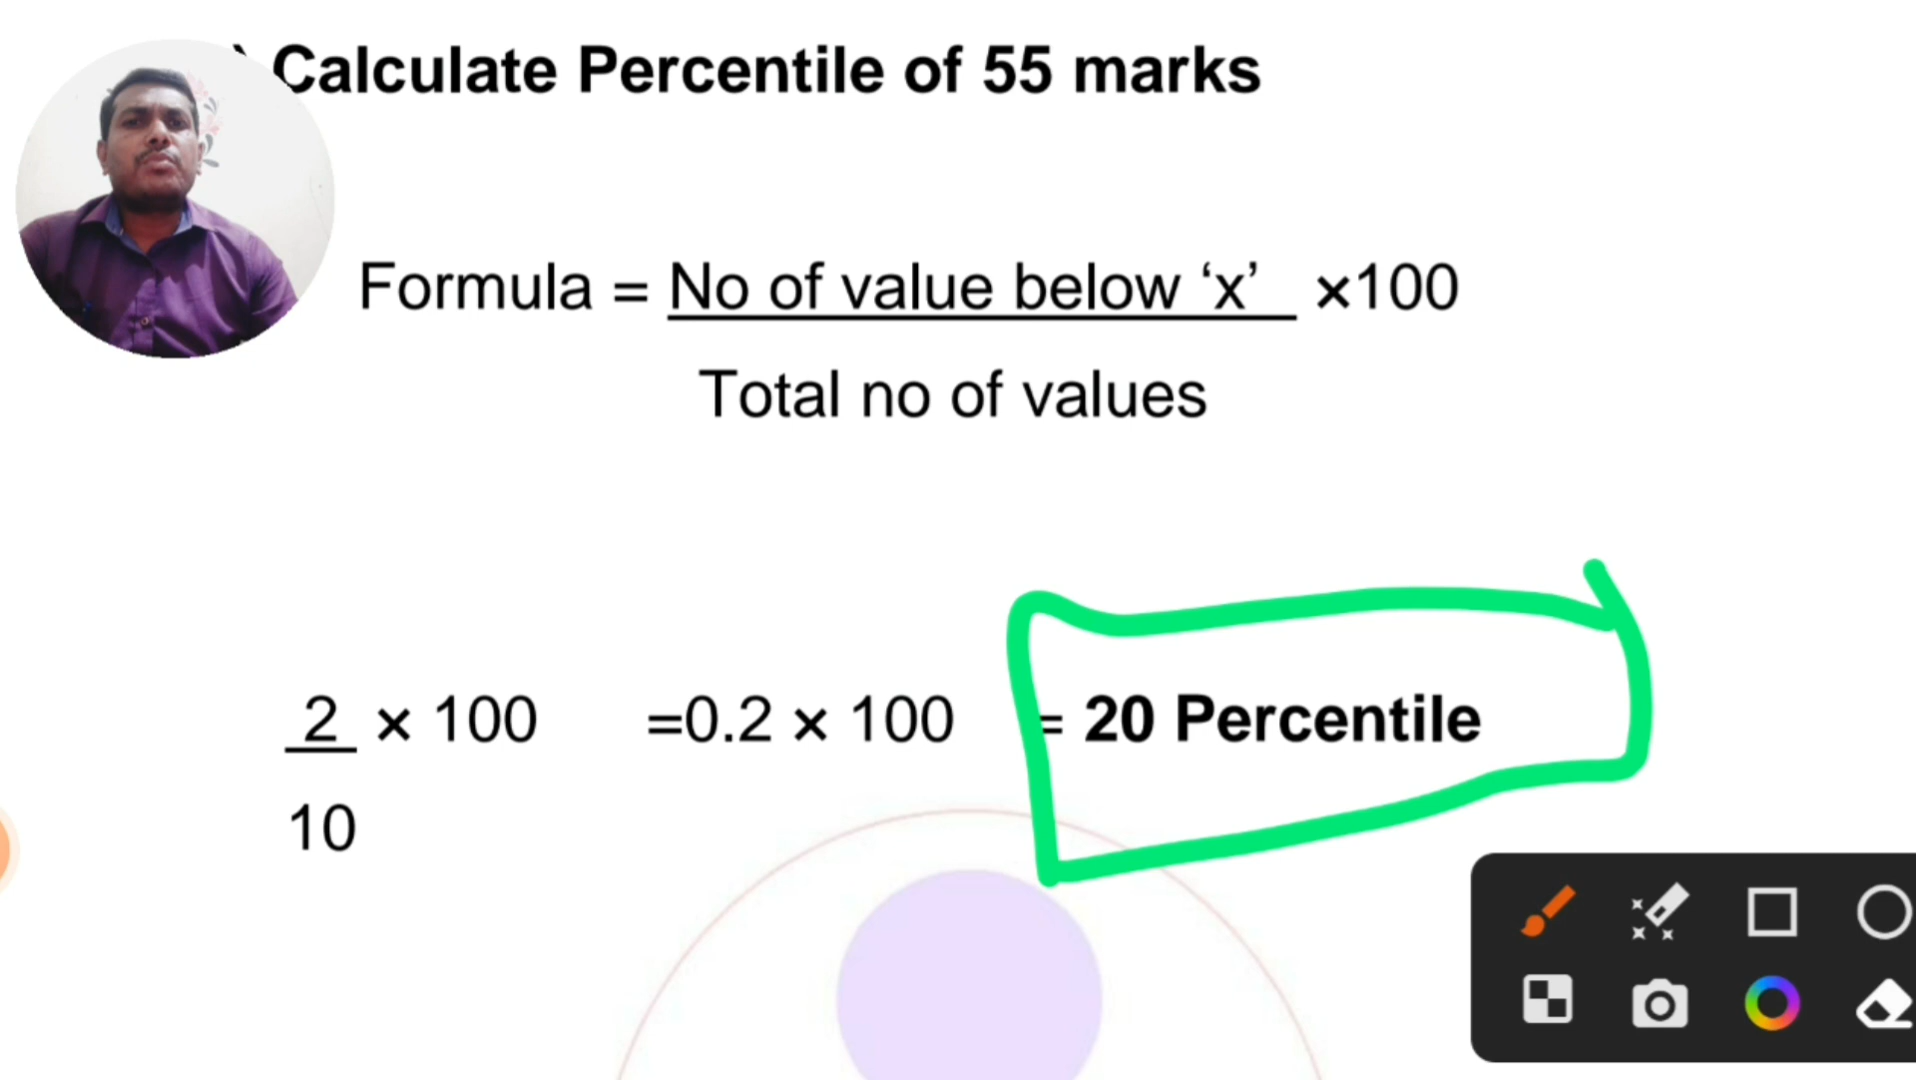 Calculate Percentile of 55 marks
Formula = No of value below ‘x’ ×100
Total no of values
2 × 100 =0.2 × 100 = 20 Percentile
10